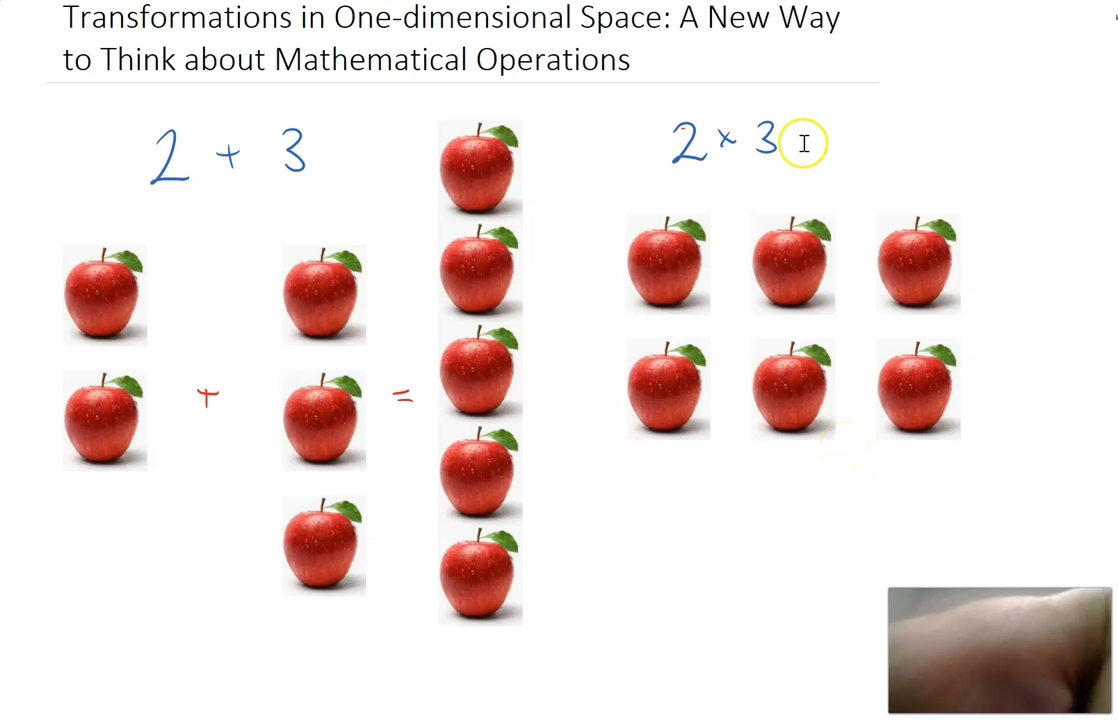 Transformations in One-dimensional Space: A New Way
to Think about Mathematical Operations
2 + 3
2 × 3
+ =